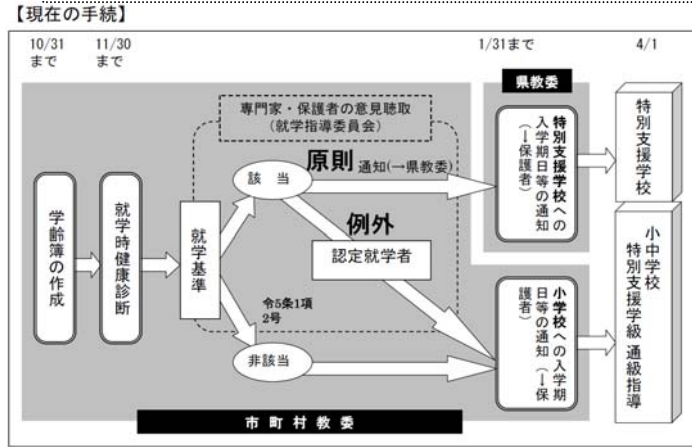 【現在の手続】
10/31
まで
11/30
まで
1/31まで
4/1
県教委
専門家・保護者の意見聴取
(就学指導委員会)
原則 通知(→県教委)
該 当
例外
認定就学者
学齢簿の作成
就学時健康診断
就学基準
令5条1項
2号
非該当
特別支援学校への
入学期日等の通知
(→保護者)
小学校への入学期
日等の通知 (→保
護者)
特別支援学校
小中学校
特別支援学級 通級指導
市 町 村 教 委